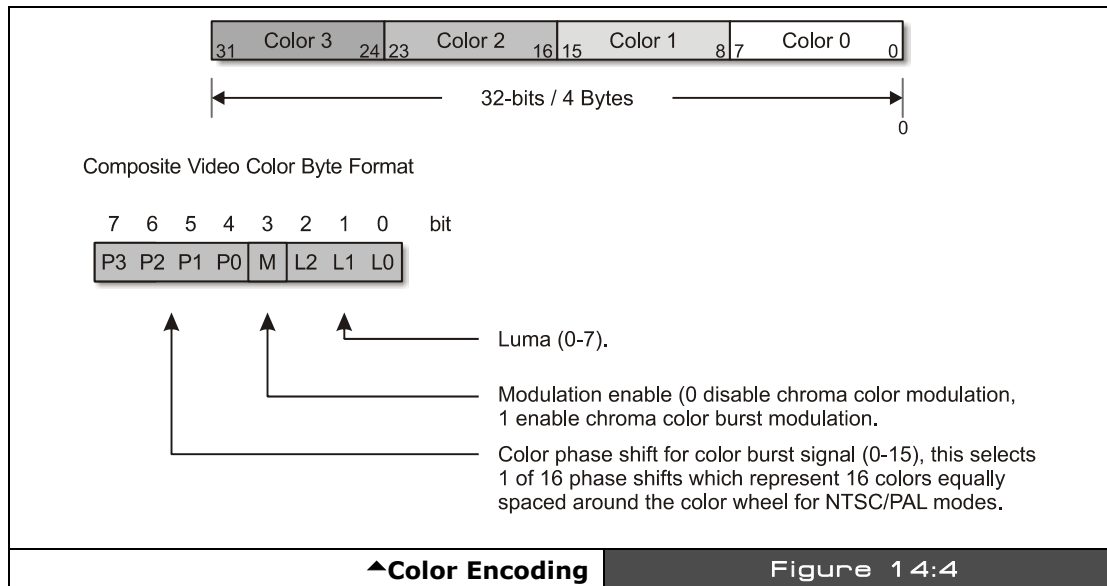 31 Color 3 24 23 Color 2 16 15 Color 1 8 7 Color 0 0
32-bits / 4 Bytes
0
Composite Video Color Byte Format
7 6 5 4 3 2 1 0 bit
P3 P2 P1 P0 M L2 L1 L0
Luma (0-7).
Modulation enable (0 disable chroma color modulation,
1 enable chroma color burst modulation.
Color phase shift for color burst signal (0-15), this selects
1 of 16 phase shifts which represent 16 colors equally
spaced around the color wheel for NTSC/PAL modes.
Color Encoding Figure 14:4